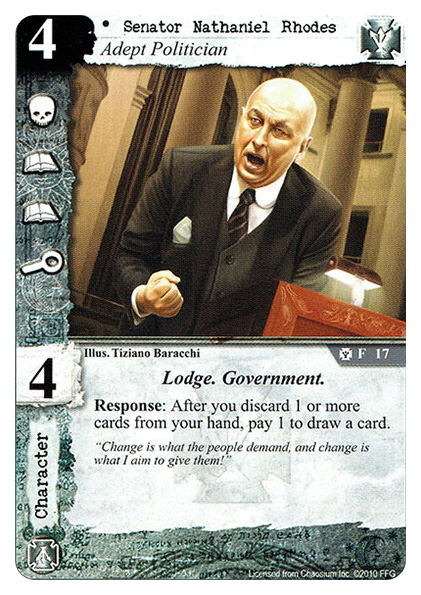 4
• Senator Nathaniel Rhodes
Adept Politician
Illus. Tiziano Baracchi
F 17
4
Lodge. Government.
Response: After you discard 1 or more
cards from your hand, pay 1 to draw a card.
“Change is what the people demand, and change is
what I aim to give them!”
Character
Licensed from Chaosium Inc. ©2010 FFG